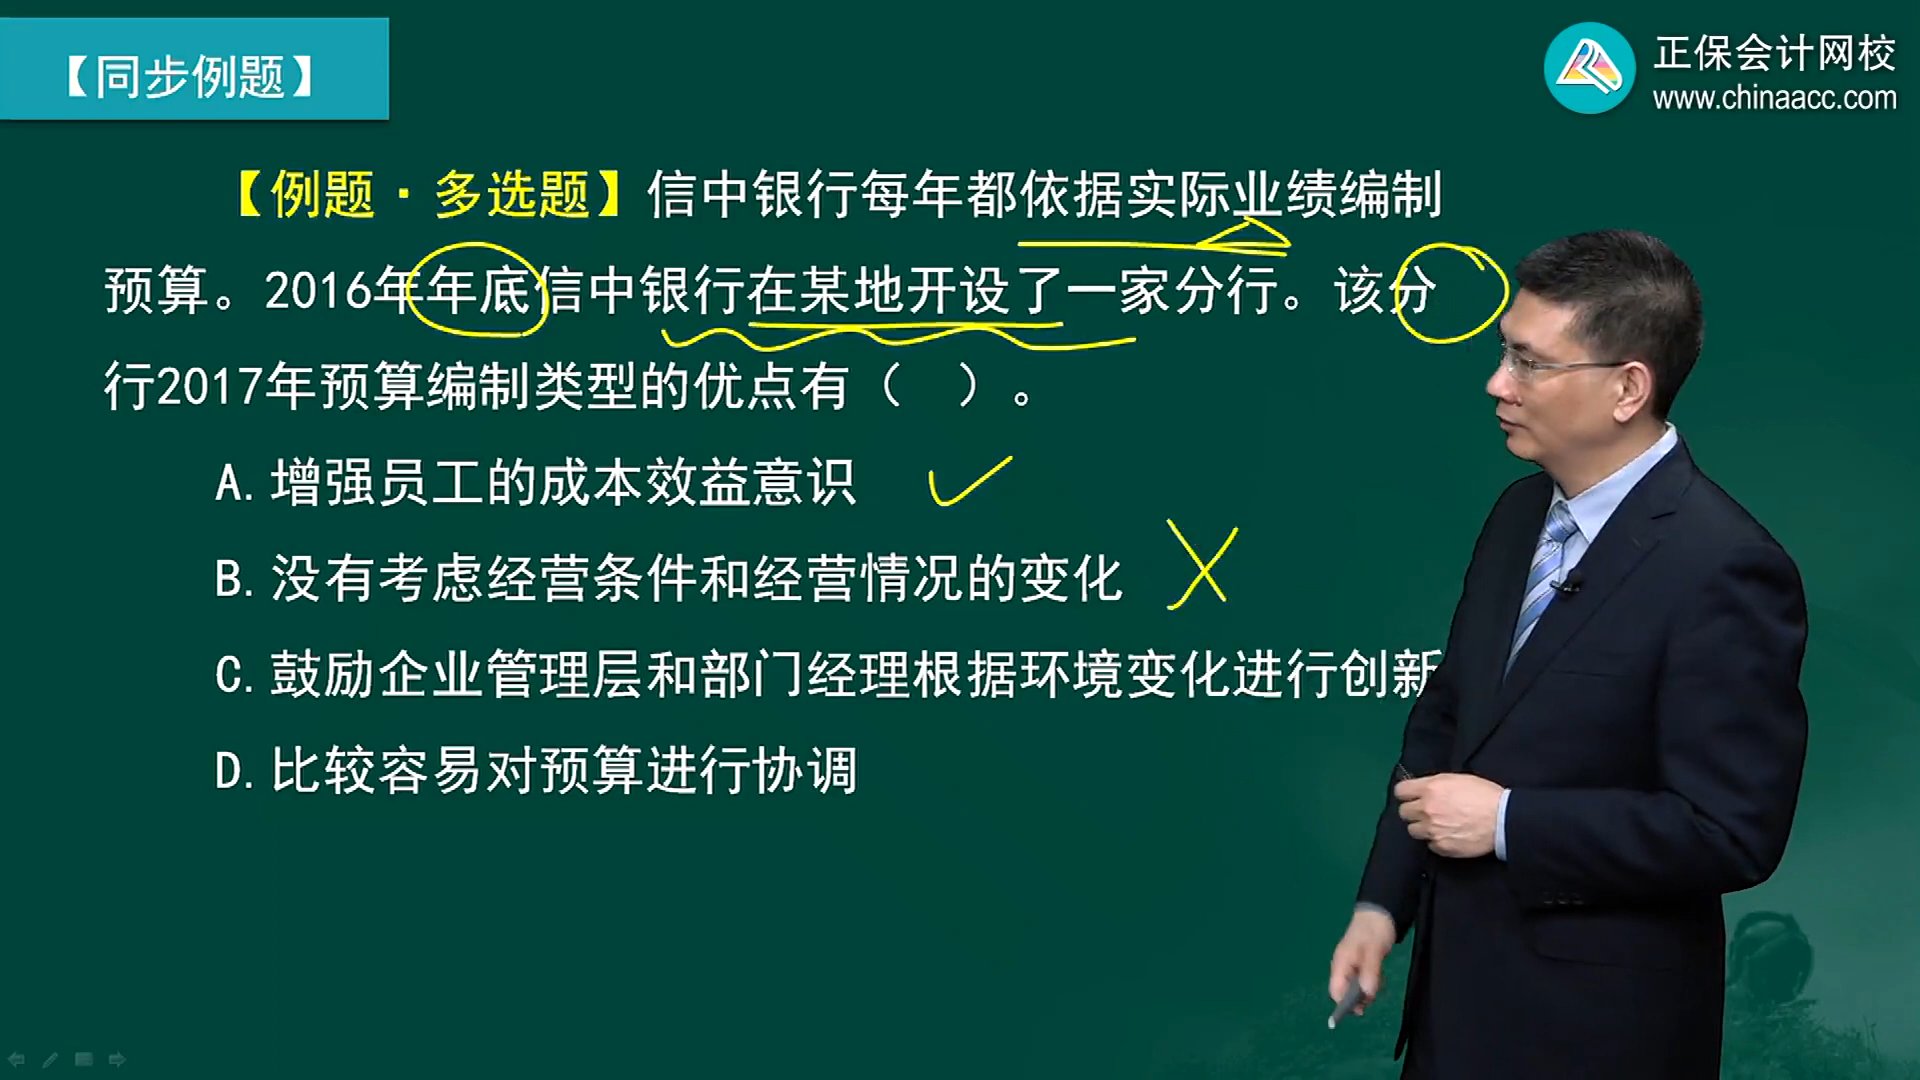 【同步例题】
正保会计网校
www.chinaacc.com
【例题·多选题】信中银行每年都依据实际业绩编制
预算。2016年年底信中银行在某地开设了一家分行。该分
行2017年预算编制类型的优点有（ ）。
A.增强员工的成本效益意识
B.没有考虑经营条件和经营情况的变化
C.鼓励企业管理层和部门经理根据环境变化进行创新
D.比较容易对预算进行协调